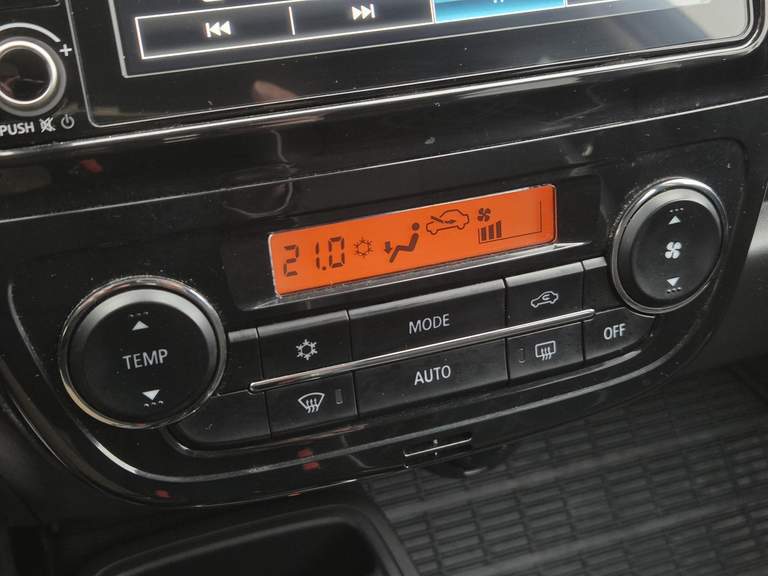 +
PUSH
21.0
TEMP
MODE
AUTO
OFF